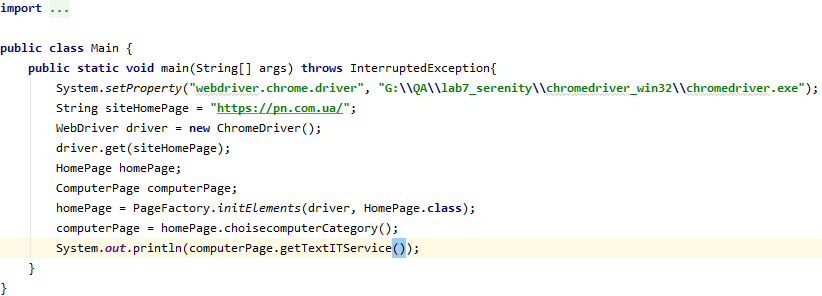 import ...
public class Main {
public static void main(String[] args) throws InterruptedException{
System.setProperty("webdriver.chrome.driver", "G:\\QA\\lab7_serenity\\chromedriver_win32\\chromedriver.exe");
String siteHomePage = "https://pn.com.ua/";
WebDriver driver = new ChromeDriver();
driver.get(siteHomePage);
HomePage homePage;
ComputerPage computerPage;
homePage = PageFactory.initElements(driver, HomePage.class);
computerPage = homePage.choisecomputerCategory();
System.out.println(computerPage.getTextITService());
}
}